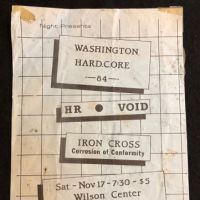 Night Presents
WASHINGTON
HARDCORE
-84-
HR • VOID
IRON CROSS
Corrosion of Conformity
Sat - Nov 17 - 7:30 - $5
Wilson Center